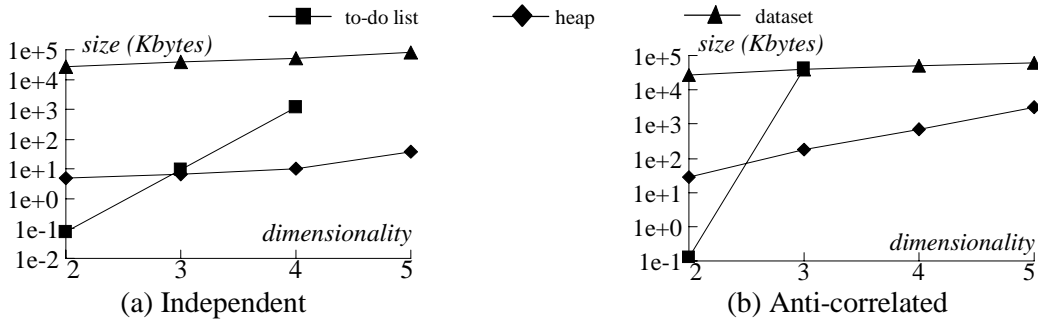 to-do list heap dataset
size (Kbytes)
1e+5
1e+4
1e+3
1e+2
1e+1
1e+0
1e-1
1e-2
dimensionality
2 3 4 5
(a) Independent
size (Kbytes)
1e+5
1e+4
1e+3
1e+2
1e+1
1e+0
1e-1
dimensionality
2 3 4 5
(b) Anti-correlated